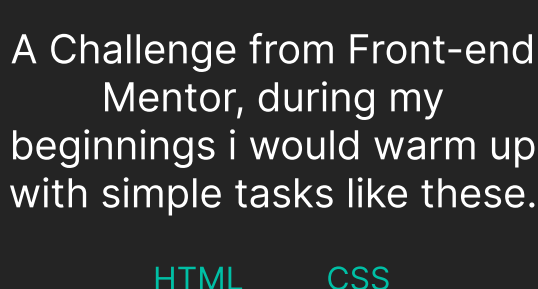 A Challenge from Front-end
Mentor, during my
beginnings i would warm up
with simple tasks like these.
HTML CSS